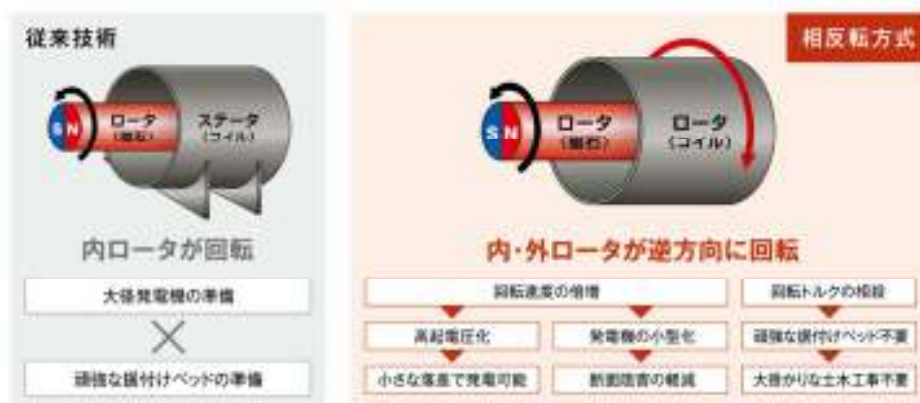 従来技術
S N
ロータ
(磁石)
ステータ
(コイル)
内ロータが回転
大径発電機の準備
頑強な据付けベッドの準備
相反転方式
S N
ロータ
(磁石)
ロータ
(コイル)
内・外ロータが逆方向に回転
回転速度の倍増
回転トルクの相殺
高起電圧化
発電機の小型化
頑強な据付けベッド不要
小さな落差で発電可能
断面阻害の軽減
大掛かりな土木工事不要